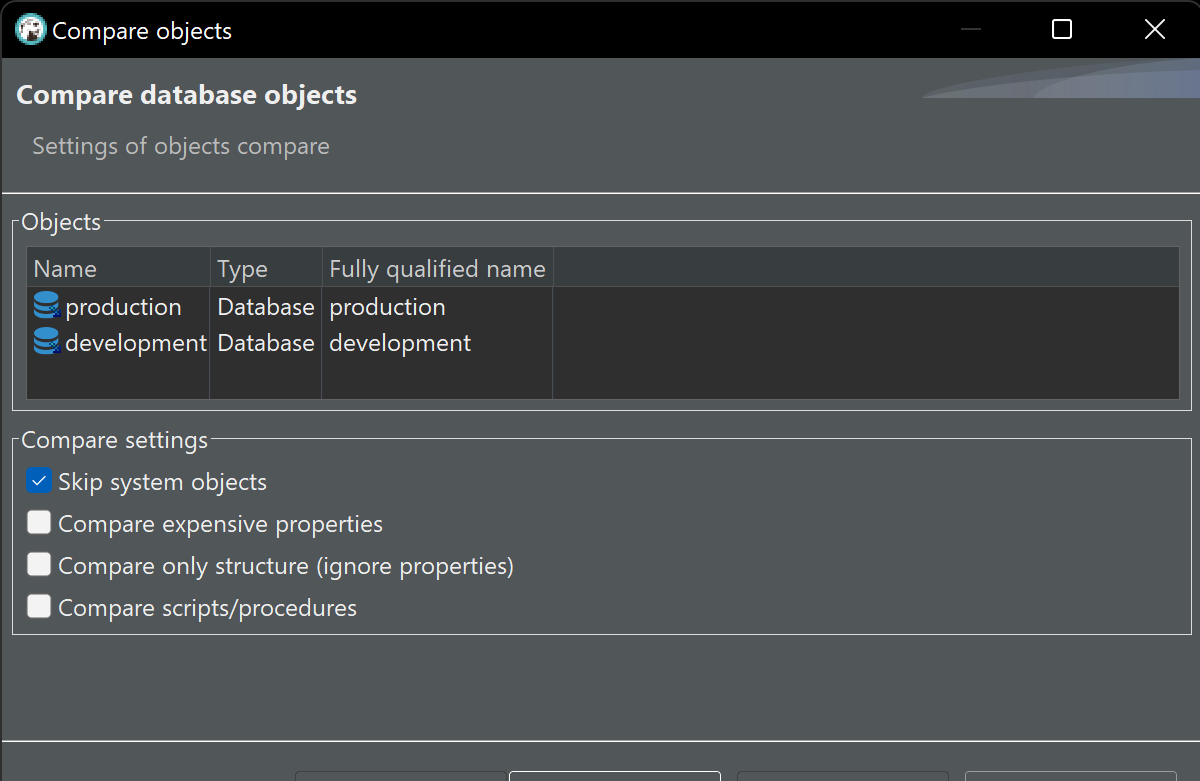 Compare objects
Compare database objects
Settings of objects compare
Objects
Name Type Fully qualified name
production Database production
development Database development
Compare settings
Skip system objects
Compare expensive properties
Compare only structure (ignore properties)
Compare scripts/procedures